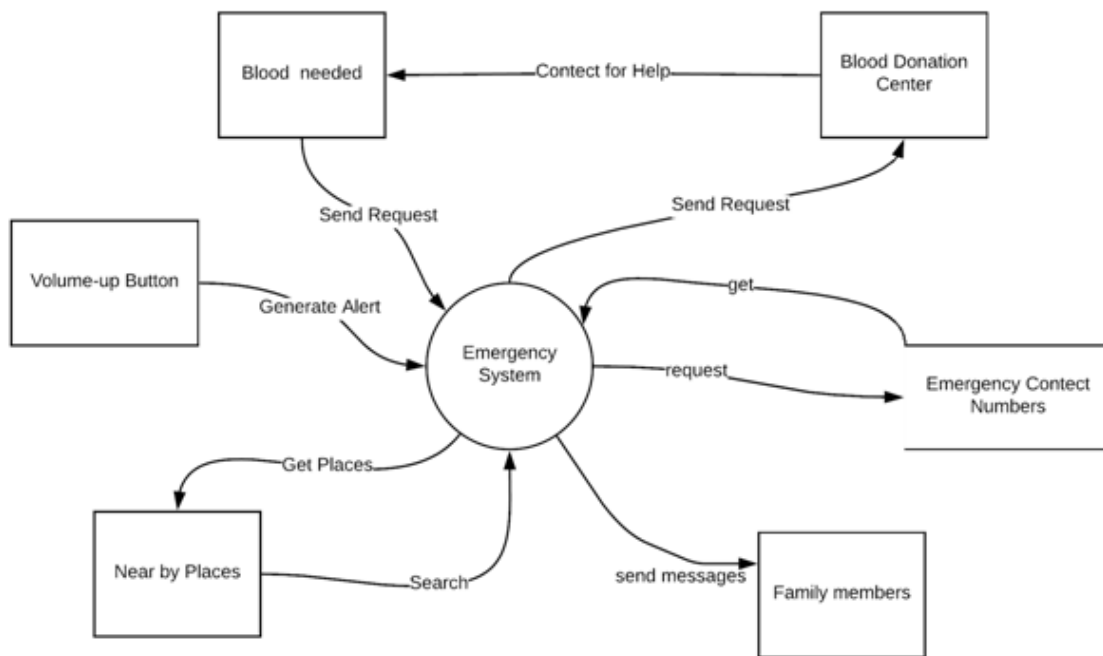 Blood needed
Contect for Help
Blood Donation
Center
Send Request
Send Request
Volume-up Button
Generate Alert
get
Emergency
System
request
Emergency Contect
Numbers
Get Places
Near by Places
Search
send messages
Family members